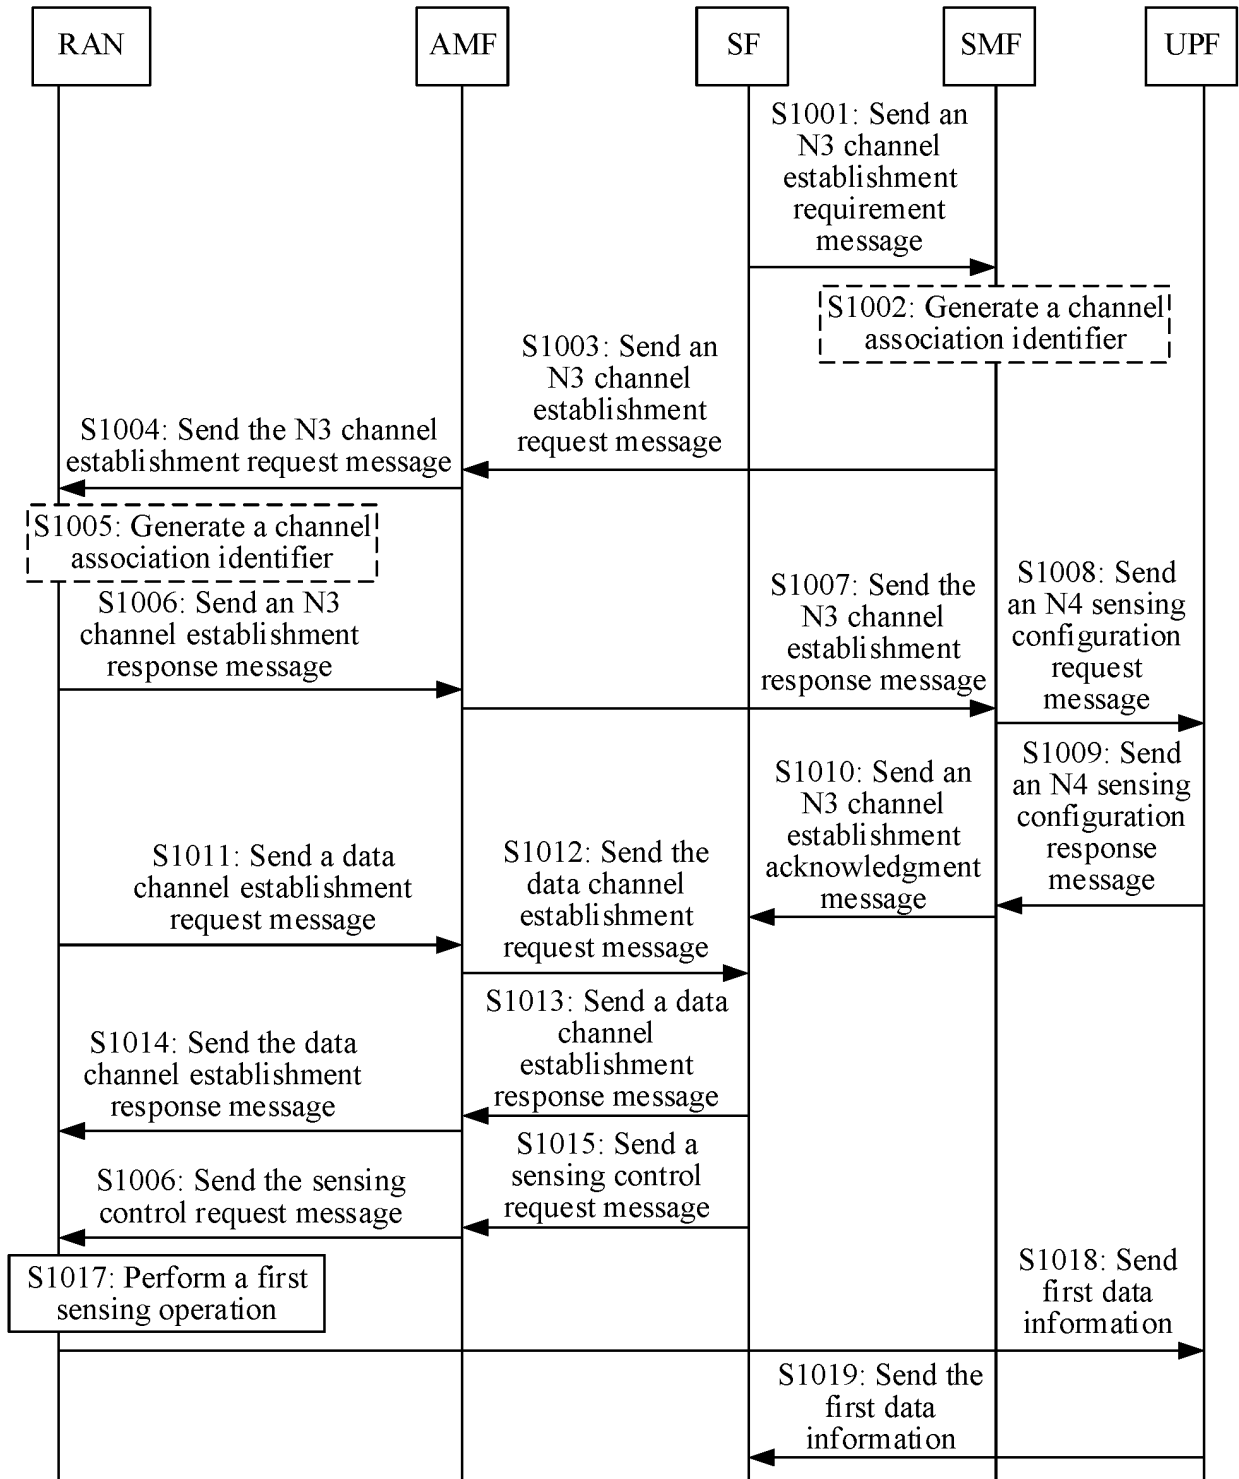 RAN
AMF
SF
SMF
UPF
S1001: Send an
N3 channel
establishment
requirement
message
S1002: Generate a channel
association identifier
S1003: Send an
N3 channel
establishment
request message
S1004: Send the N3 channel
establishment request message
S1005: Generate a channel
association identifier
S1006: Send an N3
channel establishment
response message
S1007: Send the
N3 channel
establishment
response message
S1008: Send
an N4 sensing
configuration
request
message
S1009: Send
an N4 sensing
configuration
response
message
S1010: Send an
N3 channel
establishment
acknowledgment
message
S1011: Send a data
channel establishment
request message
S1012: Send the
data channel
establishment
request message
S1013: Send a data
channel
establishment
response message
S1014: Send the data
channel establishment
response message
S1015: Send a
sensing control
request message
S1006: Send the sensing
control request message
S1017: Perform a first
sensing operation
S1018: Send
first data
information
S1019: Send the
first data
information